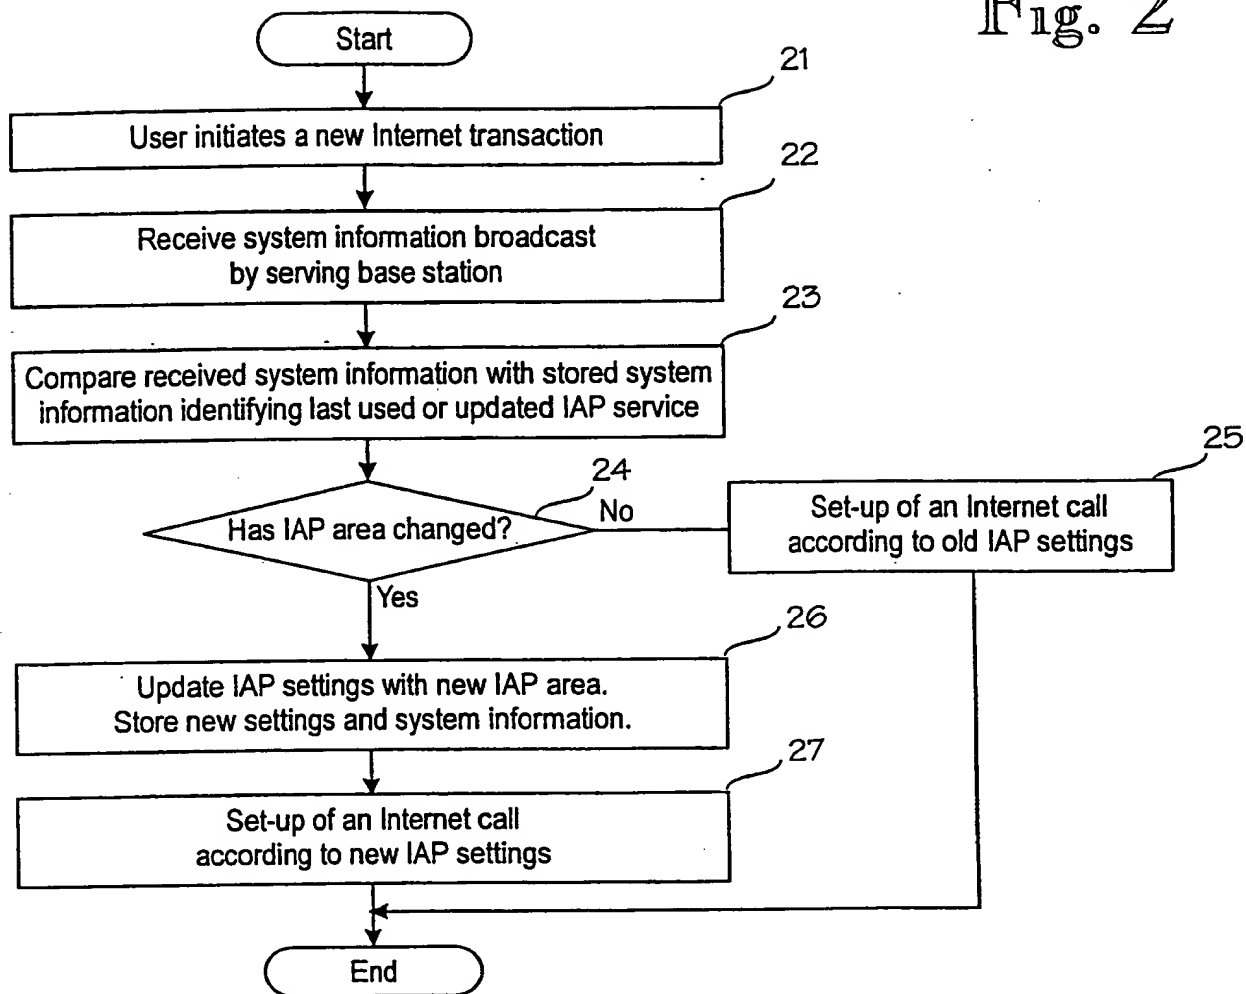 Fig. 2
Start
21
User initiates a new Internet transaction
22
Receive system information broadcast
by serving base station
23
Compare received system information with stored system
information identifying last used or updated IAP service
24
Has IAP area changed?
No
25
Set-up of an Internet call
according to old IAP settings
Yes
26
Update IAP settings with new IAP area.
Store new settings and system information.
27
Set-up of an Internet call
according to new IAP settings
End